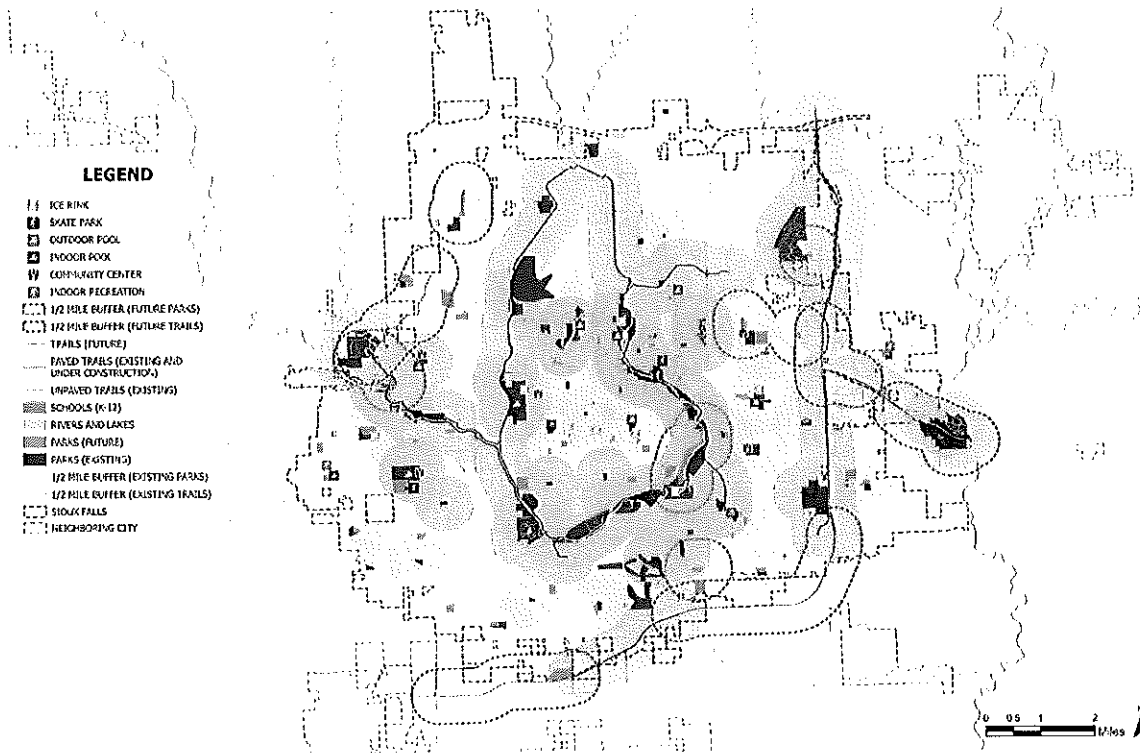 LEGEND
ICE RINK
SKATE PARK
OUTDOOR POOL
INDOOR POOL
COMMUNITY CENTER
INDOOR RECREATION
1/2 MILE BUFFER (FUTURE PARKS)
1/2 MILE BUFFER (FUTURE TRAILS)
TRAILS (FUTURE)
PAVED TRAILS (EXISTING AND
UNDER CONSTRUCTION)
UNPAVED TRAILS (EXISTING)
SCHOOLS (K-12)
RIVERS AND LAKES
PARKS (FUTURE)
PARKS (EXISTING)
1/2 MILE BUFFER (EXISTING PARKS)
1/2 MILE BUFFER (EXISTING TRAILS)
SIOUX FALLS
NEIGHBORING CITY
0 0.5 1 2
Miles